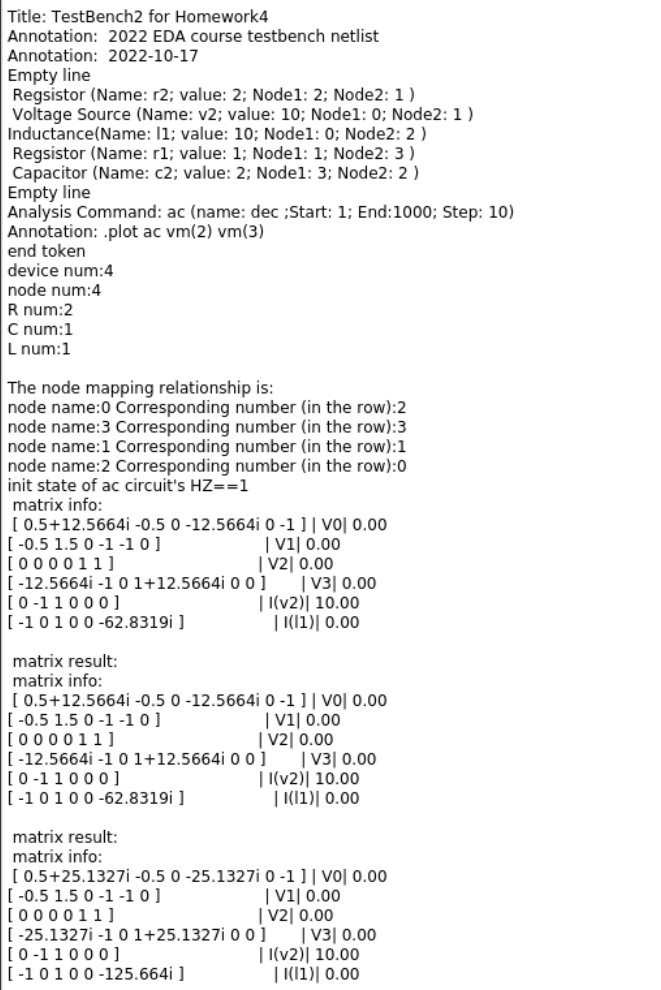 Title: TestBench2 for Homework4
Annotation:  2022 EDA course testbench netlist
Annotation:  2022-10-17
Empty line
Regsistor (Name: r2; value: 2; Node1: 2; Node2: 1 )
Voltage Source (Name: v2; value: 10; Node1: 0; Node2: 1 )
Inductance(Name: l1; value: 10; Node1: 0; Node2: 2 )
Regsistor (Name: r1; value: 1; Node1: 1; Node2: 3 )
Capacitor (Name: c2; value: 2; Node1: 3; Node2: 2 )
Empty line
Analysis Command: ac (name: dec ;Start: 1; End:1000; Step: 10)
Annotation: .plot ac vm(2) vm(3)
end token
device num:4
node num:4
R num:2
C num:1
L num:1
The node mapping relationship is:
node name:0 Corresponding number (in the row):2
node name:3 Corresponding number (in the row):3
node name:1 Corresponding number (in the row):1
node name:2 Corresponding number (in the row):0
init state of ac circuit's HZ==1
matrix info:
[ 0.5+12.5664i -0.5 0 -12.5664i 0 -1 ] | V0| 0.00
[ -0.5 1.5 0 -1 -1 0 ] | V1| 0.00
[ 0 0 0 0 1 1 ] | V2| 0.00
[ -12.5664i -1 0 1+12.5664i 0 0 ] | V3| 0.00
[ 0 -1 1 0 0 0 ] | I(v2)| 10.00
[ -1 0 1 0 0 -62.8319i ] | I(l1)| 0.00
matrix result:
matrix info:
[ 0.5+12.5664i -0.5 0 -12.5664i 0 -1 ] | V0| 0.00
[ -0.5 1.5 0 -1 -1 0 ] | V1| 0.00
[ 0 0 0 0 1 1 ] | V2| 0.00
[ -12.5664i -1 0 1+12.5664i 0 0 ] | V3| 0.00
[ 0 -1 1 0 0 0 ] | I(v2)| 10.00
[ -1 0 1 0 0 -62.8319i ] | I(l1)| 0.00
matrix result:
matrix info:
[ 0.5+25.1327i -0.5 0 -25.1327i 0 -1 ] | V0| 0.00
[ -0.5 1.5 0 -1 -1 0 ] | V1| 0.00
[ 0 0 0 0 1 1 ] | V2| 0.00
[ -25.1327i -1 0 1+25.1327i 0 0 ] | V3| 0.00
[ 0 -1 1 0 0 0 ] | I(v2)| 10.00
[ -1 0 1 0 0 -125.664i ] | I(l1)| 0.00